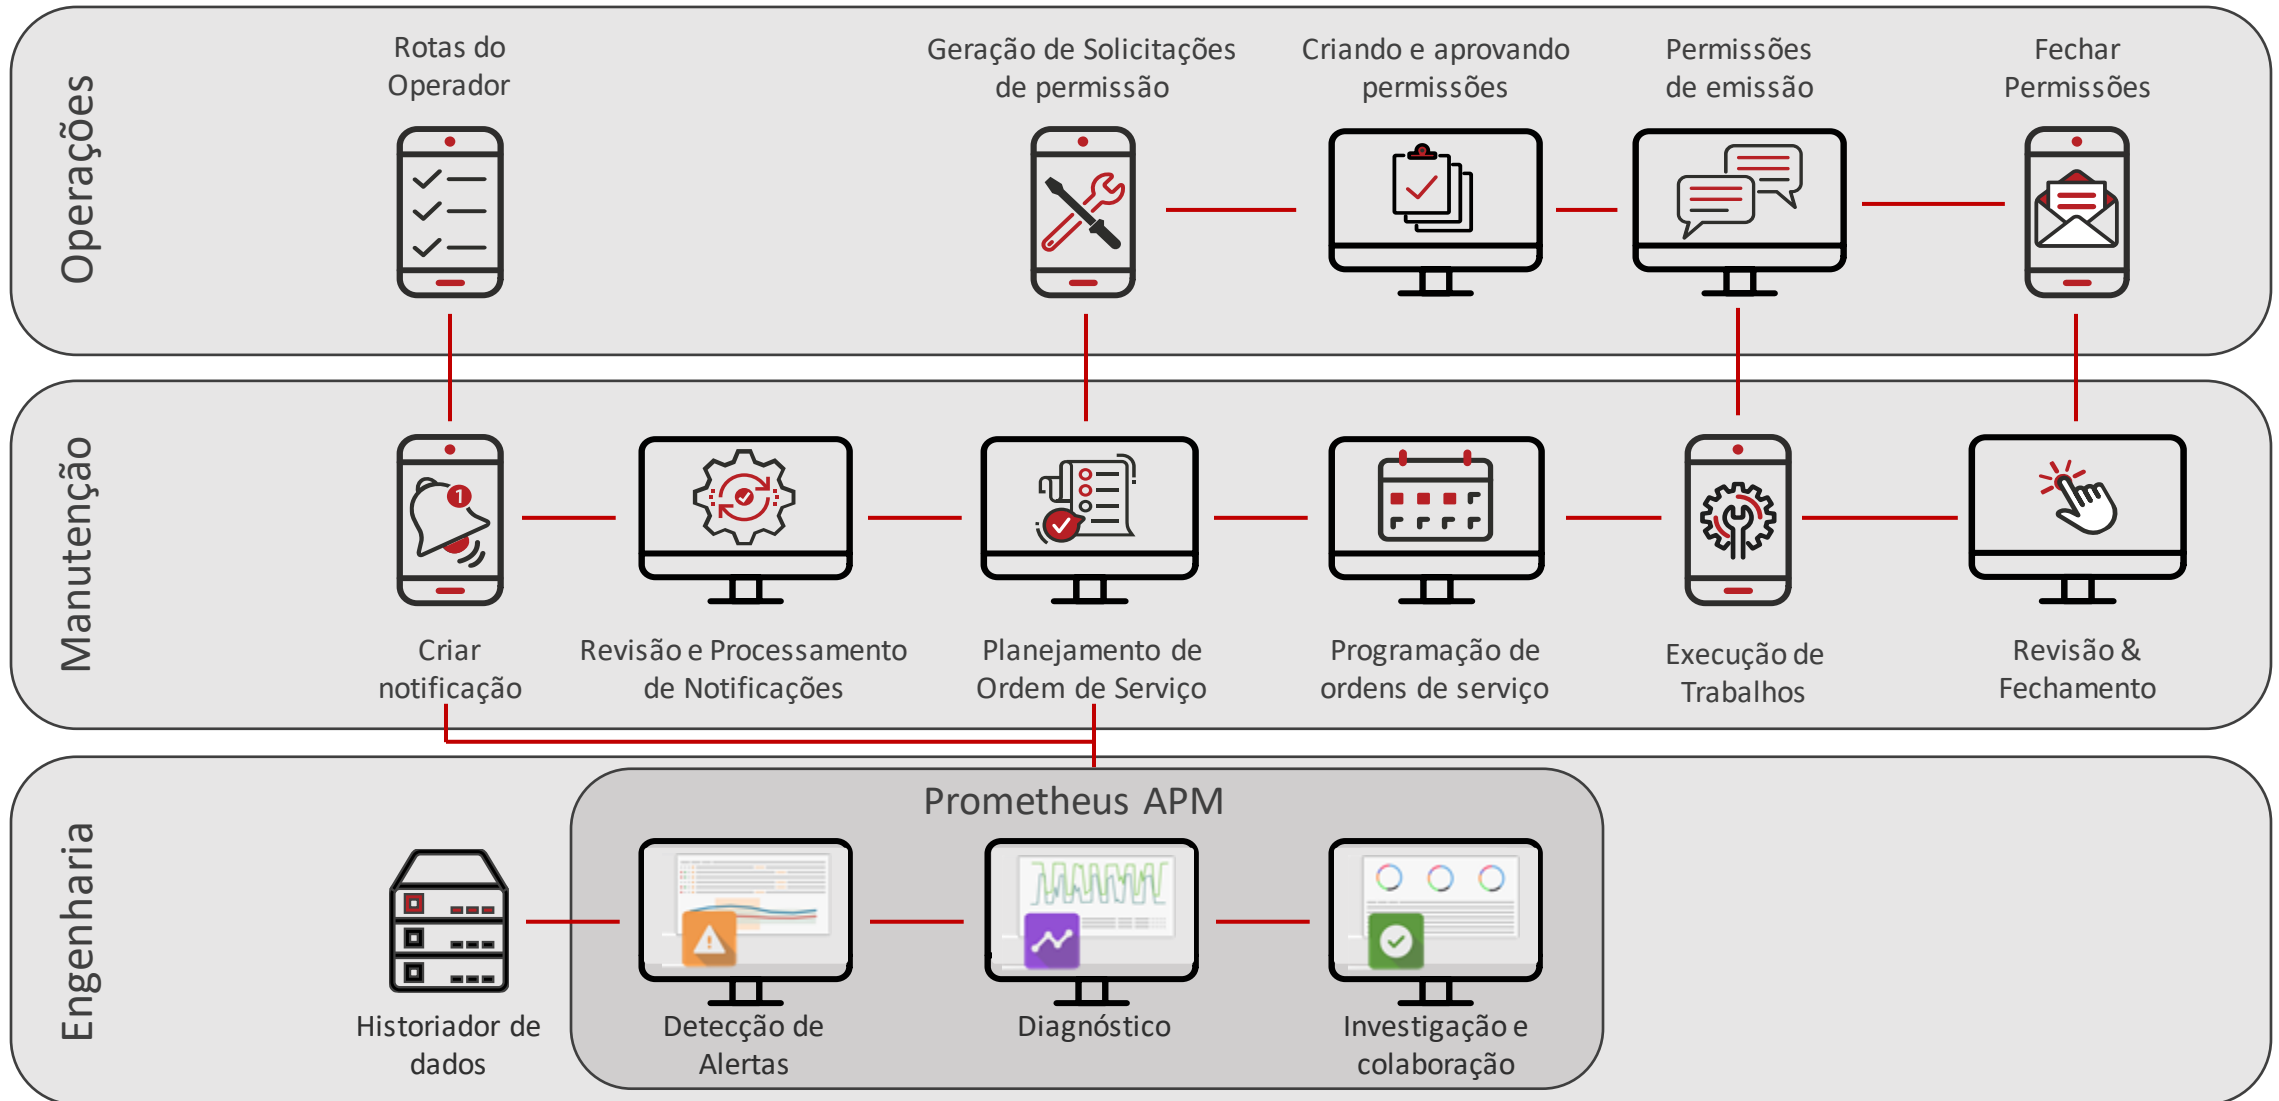 Operações
Rotas do
Operador
Geração de Solicitações
de permissão
Criando e aprovando
permissões
Permissões
de emissão
Fechar
Permissões
Manutenção
1
Criar
notificação
Revisão e Processamento
de Notificações
Planejamento de
Ordem de Serviço
Programação de
ordens de serviço
Execução de
Trabalhos
Revisão &
Fechamento
Engenharia
Prometheus APM
Historiador de
dados
Detecção de
Alertas
Diagnóstico
Investigação e
colaboração